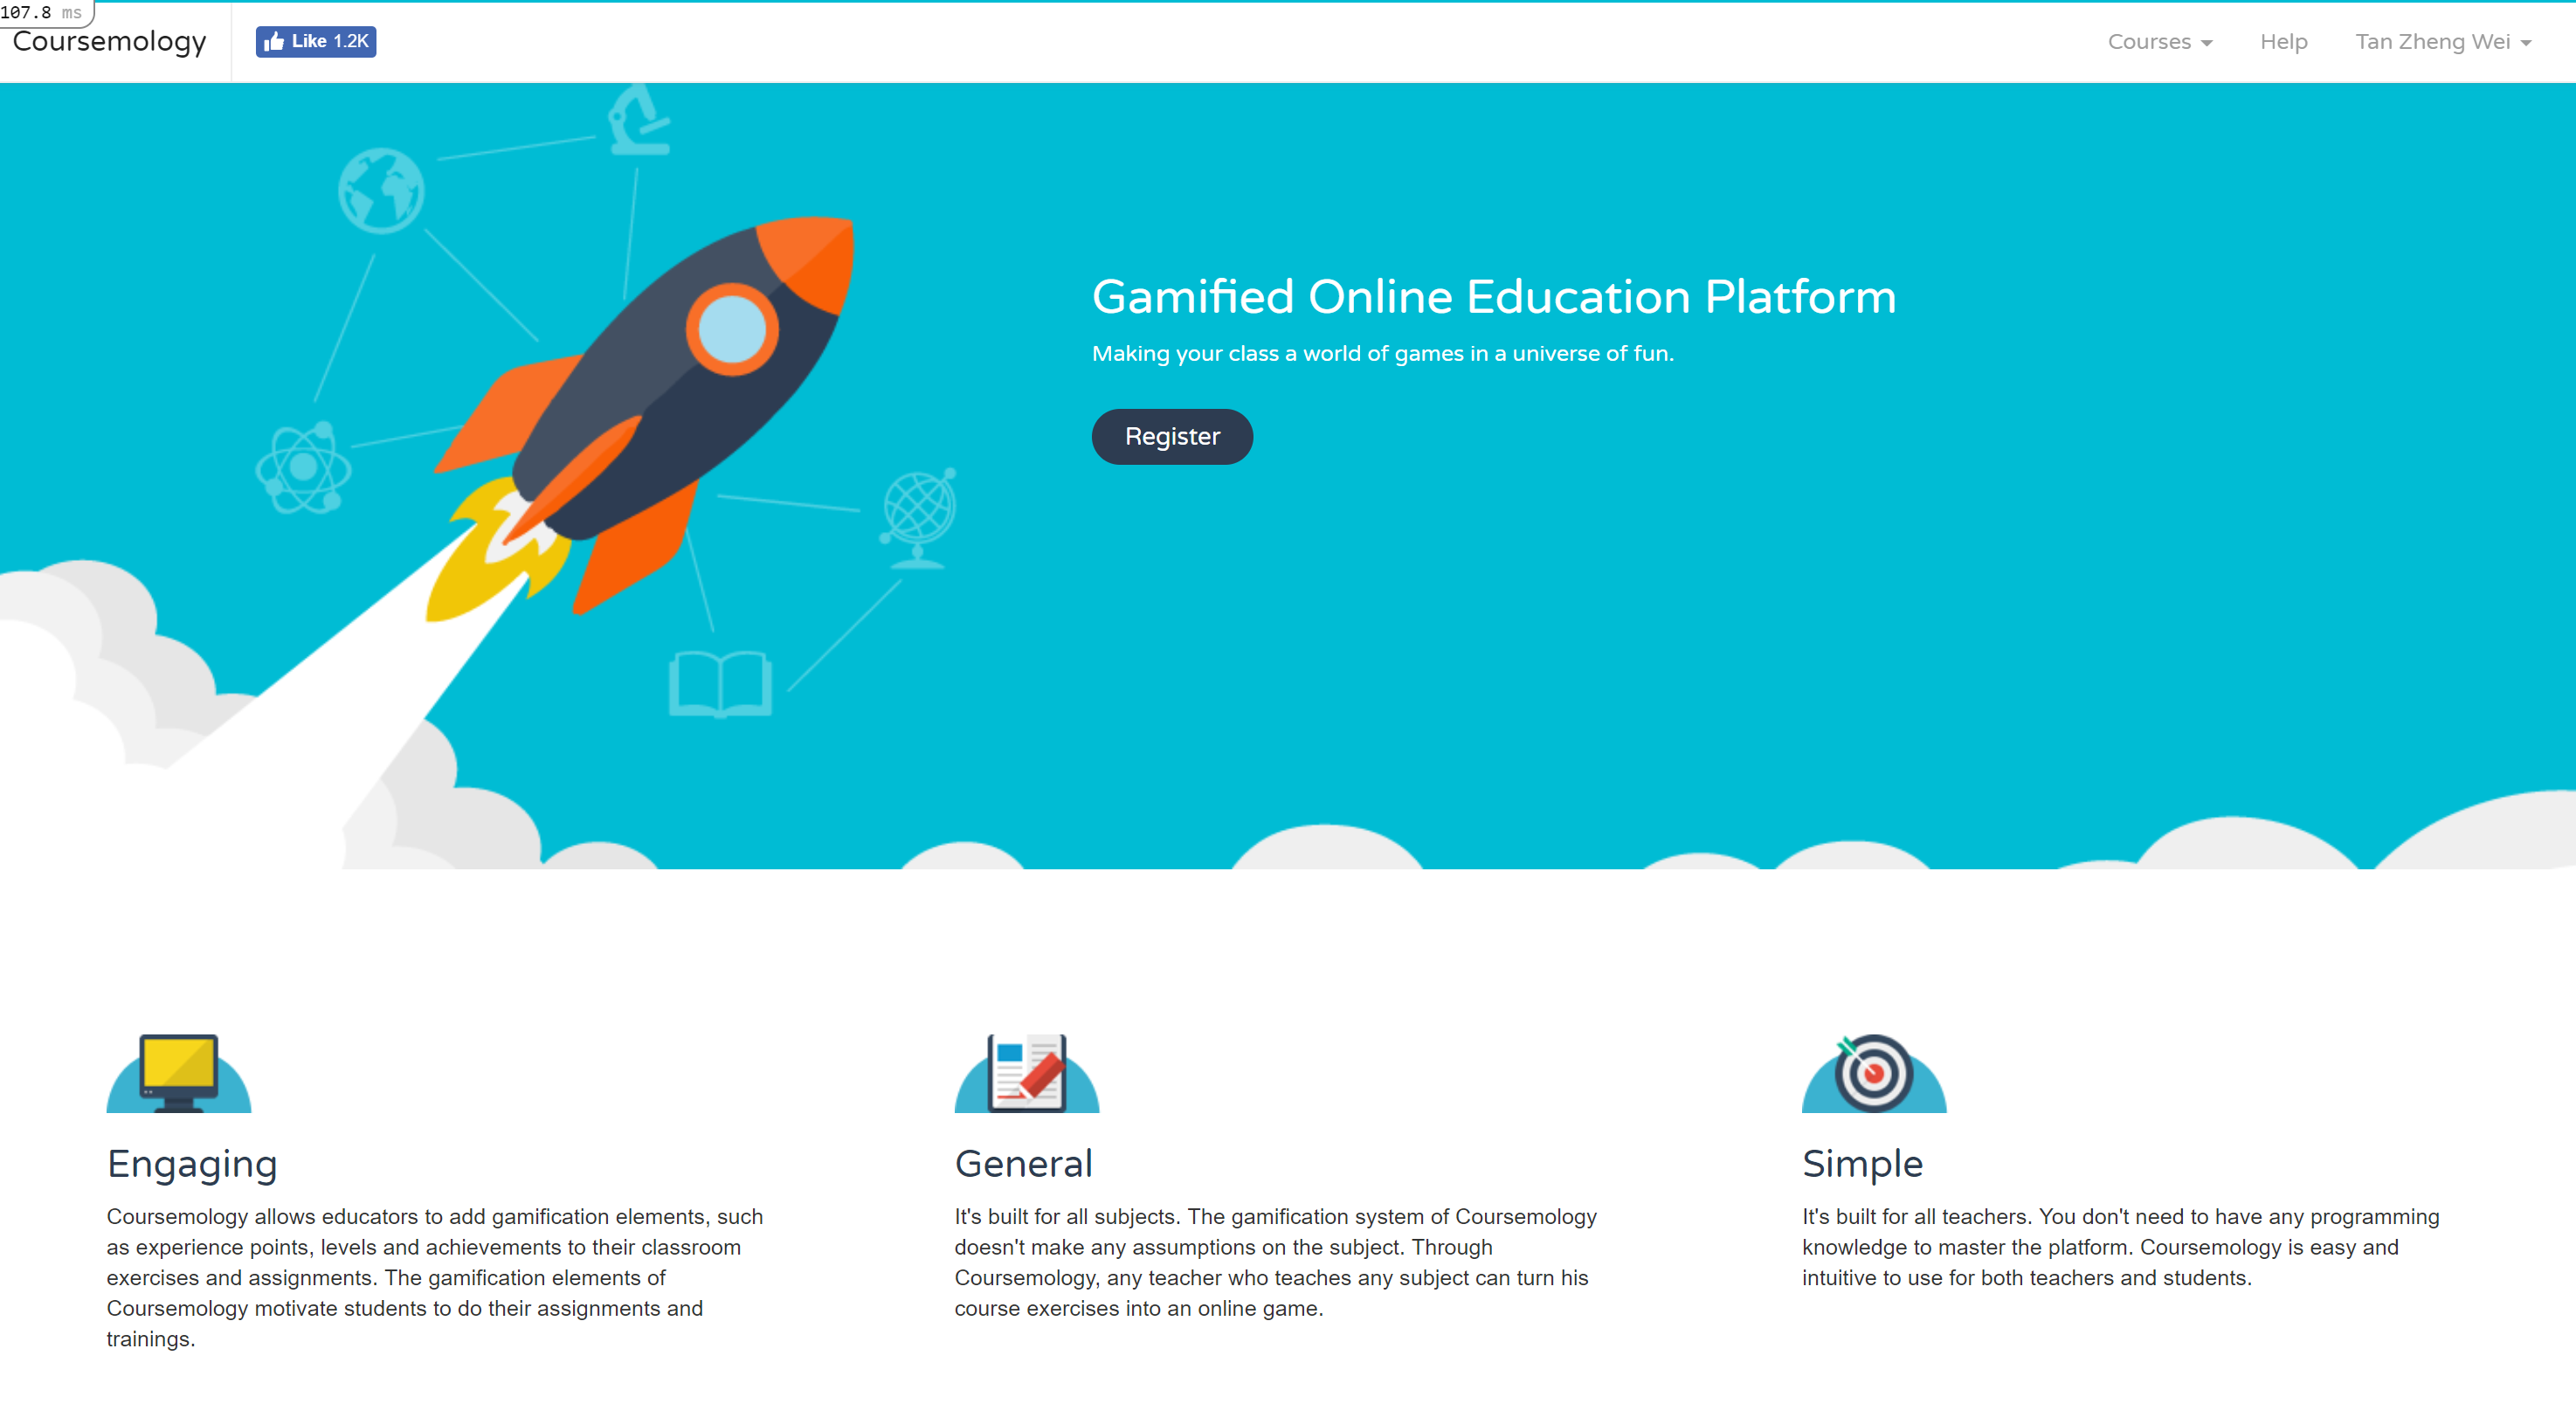 107.8 ms
Coursemology
Like 1.2K
Courses
Help
Tan Zheng Wei
Gamified Online Education Platform
Making your class a world of games in a universe of fun.
Register
Engaging
Coursemology allows educators to add gamification elements, such
as experience points, levels and achievements to their classroom
exercises and assignments. The gamification elements of
Coursemology motivate students to do their assignments and
trainings.
General
It's built for all subjects. The gamification system of Coursemology
doesn't make any assumptions on the subject. Through
Coursemology, any teacher who teaches any subject can turn his
course exercises into an online game.
Simple
It's built for all teachers. You don't need to have any programming
knowledge to master the platform. Coursemology is easy and
intuitive to use for both teachers and students.